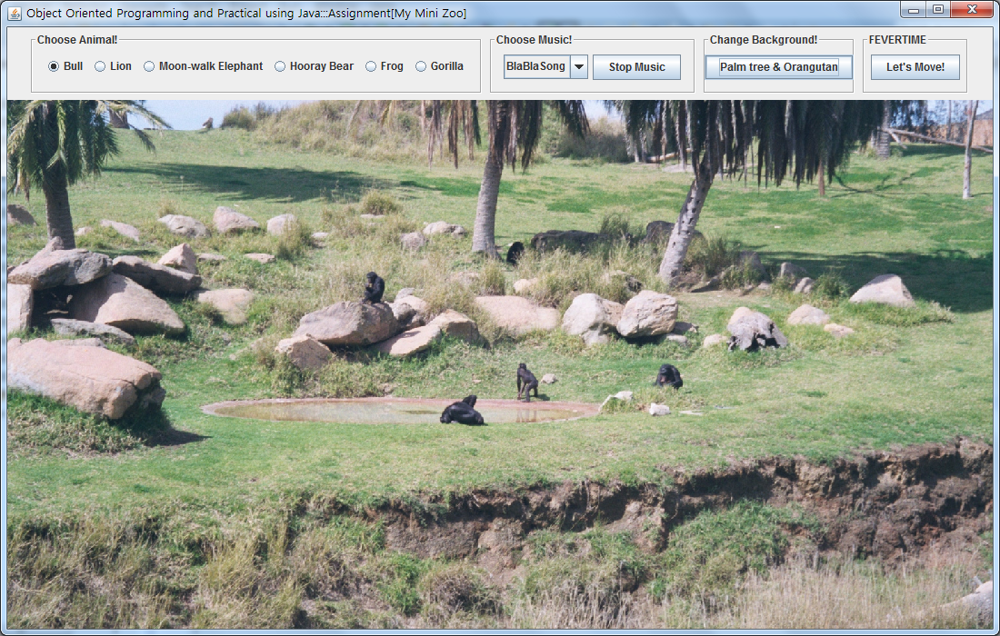 Object Oriented Programming and Practical using Java:::Assignment[My Mini Zoo]
Choose Animal!
Bull Lion Moon-walk Elephant Hooray Bear Frog Gorilla
Choose Music!
BlaBlaSong Stop Music
Change Background!
Palm tree & Orangutan
FEVERTIME
Let's Move!